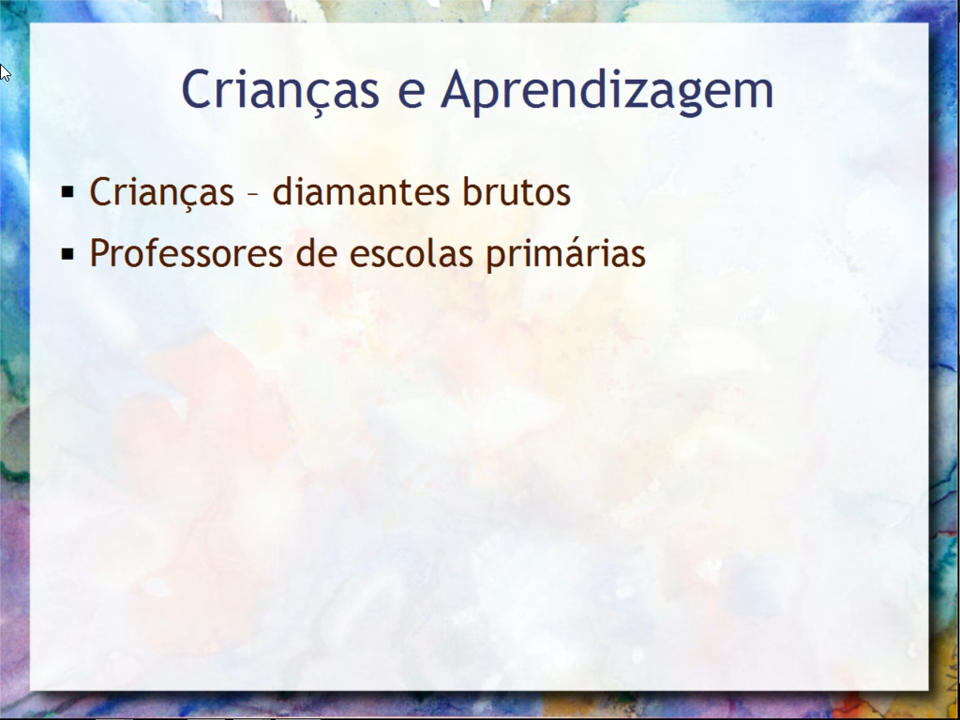 Crianças e Aprendizagem
▪ Crianças – diamantes brutos
▪ Professores de escolas primárias